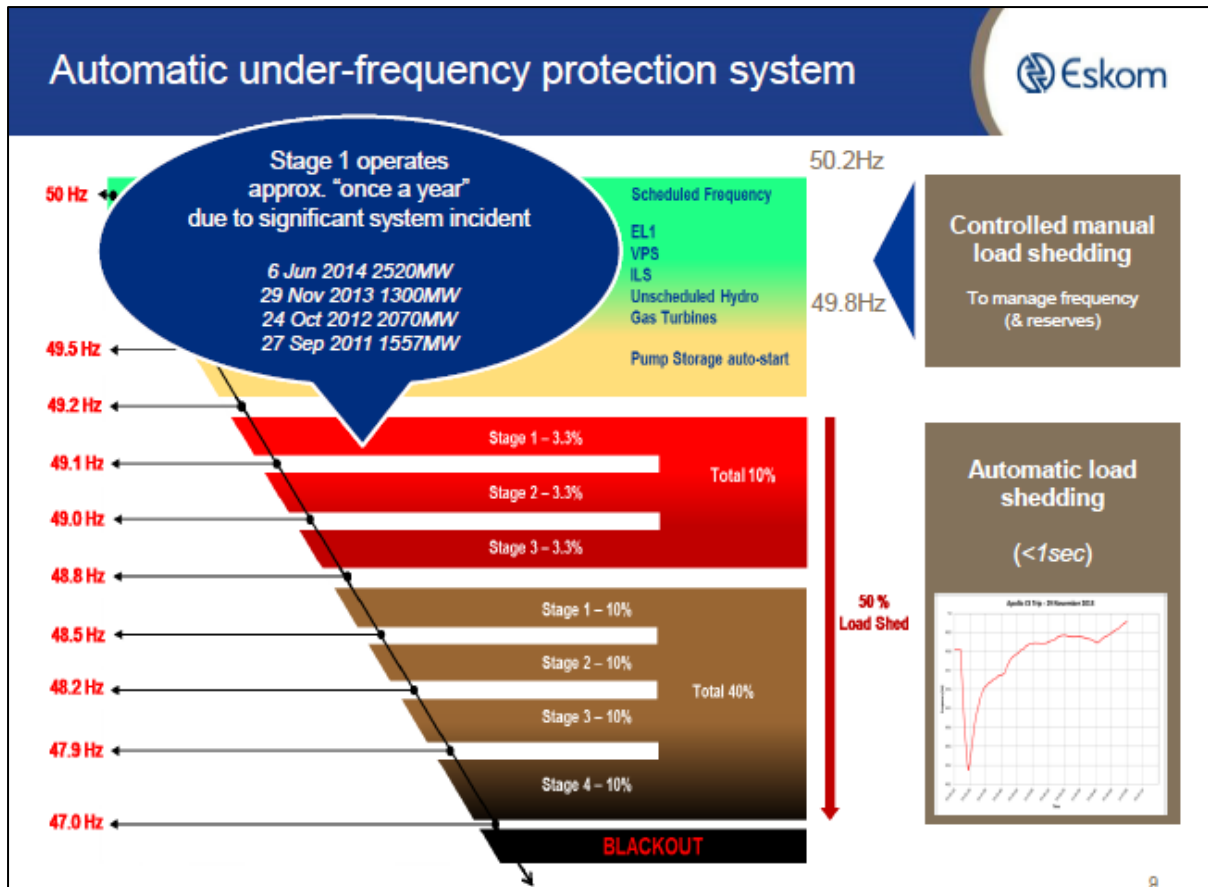 Automatic under-frequency protection system
Eskom
Stage 1 operates
approx. "once a year"
due to significant system incident
6 Jun 2014 2520MW
29 Nov 2013 1300MW
24 Oct 2012 2070MW
27 Sep 2011 1557MW
50 Hz
49.5 Hz
49.2 Hz
49.1 Hz
49.0 Hz
48.8 Hz
48.5 Hz
48.2 Hz
47.9 Hz
47.0 Hz
Scheduled Frequency
EL1
VPS
ILS
Unscheduled Hydro
Gas Turbines
Pump Storage auto-start
50.2Hz
49.8Hz
Stage 1 – 3.3%
Stage 2 – 3.3%
Stage 3 – 3.3%
Total 10%
Stage 1 – 10%
Stage 2 – 10%
Stage 3 – 10%
Stage 4 – 10%
Total 40%
BLACKOUT
50 %
Load Shed
Controlled manual
load shedding
To manage frequency
(& reserves)
Automatic load
shedding
(<1sec)
9